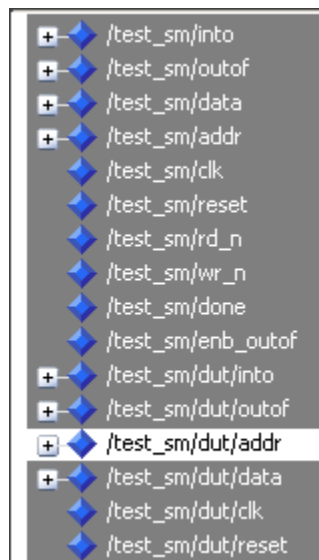 /test_sm/into
/test_sm/outof
/test_sm/data
/test_sm/addr
/test_sm/clk
/test_sm/reset
/test_sm/rd_n
/test_sm/wr_n
/test_sm/done
/test_sm/enb_outof
/test_sm/dut/into
/test_sm/dut/outof
/test_sm/dut/addr
/test_sm/dut/data
/test_sm/dut/clk
/test_sm/dut/reset